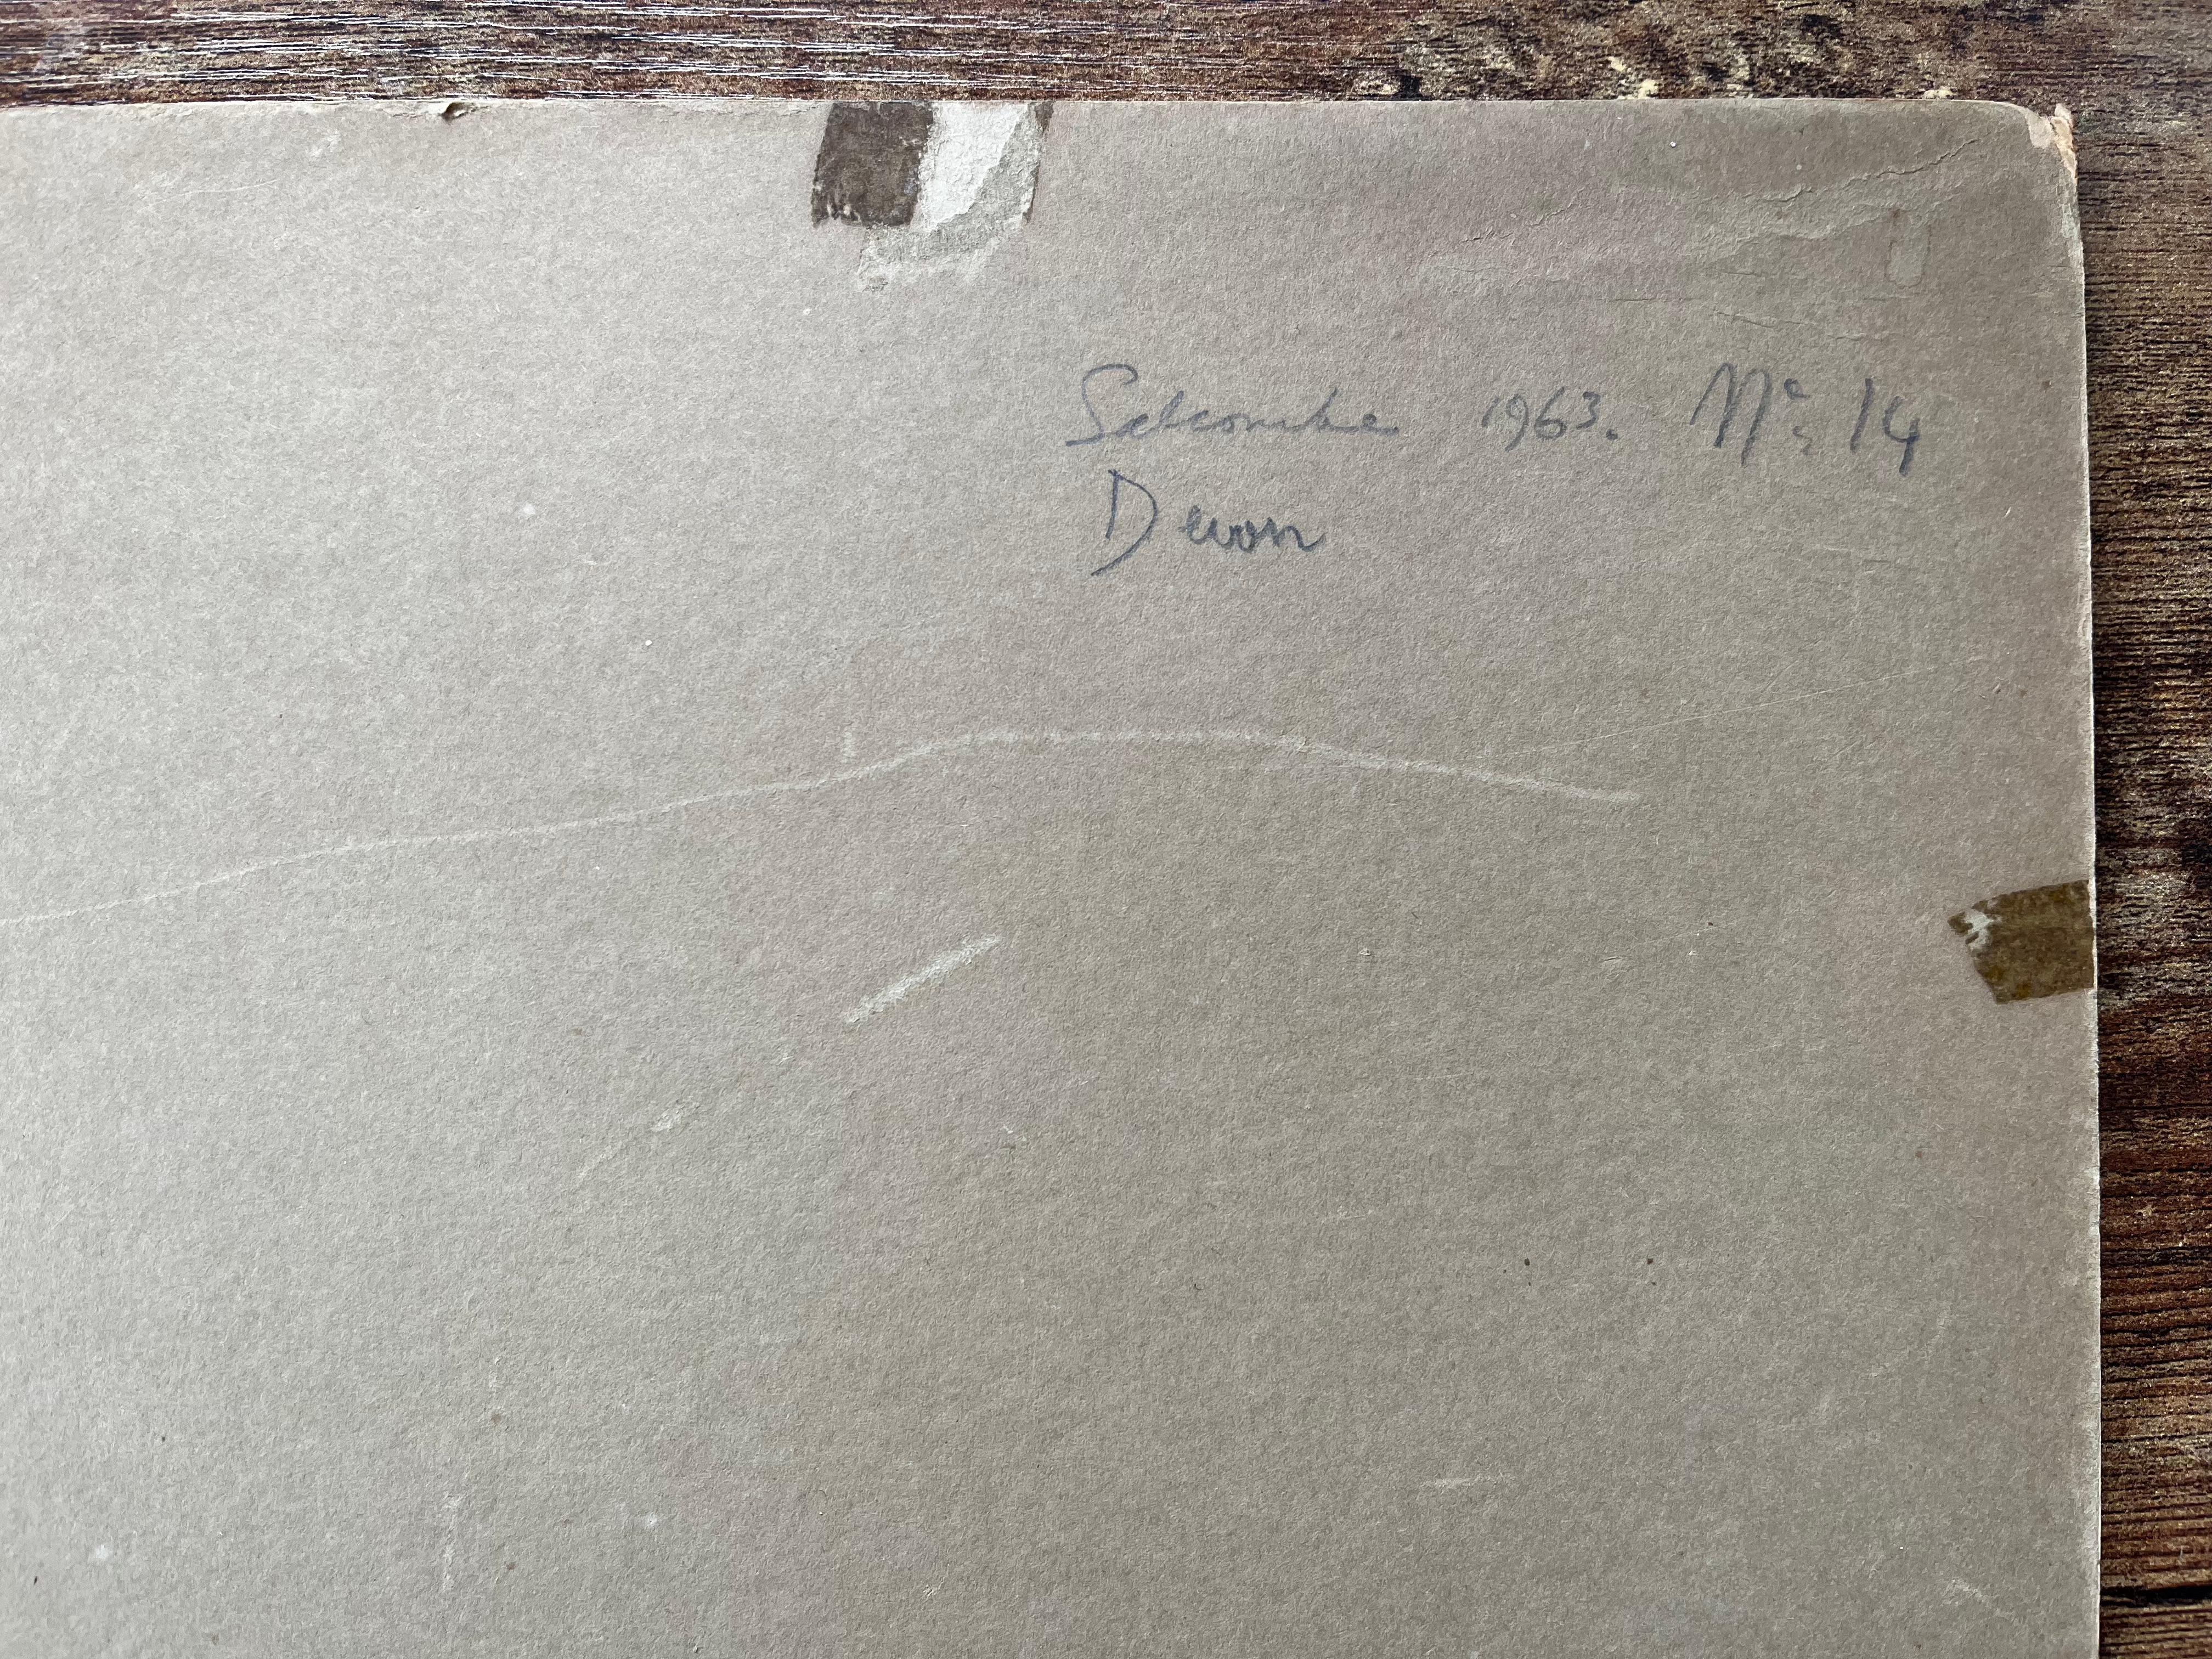 Salcombe 1963. No. 14
Devon